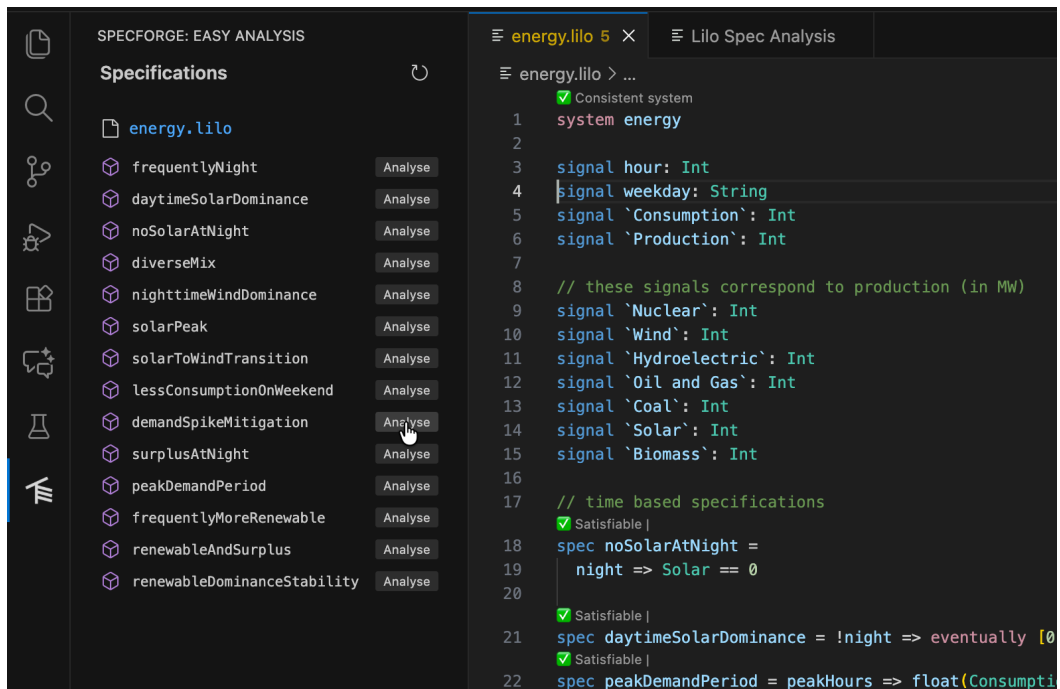 SPECFORGE: EASY ANALYSIS
Specifications
energy.lilo
frequentlyNight Analyse
daytimeSolarDominance Analyse
noSolarAtNight Analyse
diverseMix Analyse
nighttimeWindDominance Analyse
solarPeak Analyse
solarToWindTransition Analyse
lessConsumptionOnWeekend Analyse
demandSpikeMitigation Analyse
surplusAtNight Analyse
peakDemandPeriod Analyse
frequentlyMoreRenewable Analyse
renewableAndSurplus Analyse
renewableDominanceStability Analyse
energy.lilo 5 Lilo Spec Analysis
energy.lilo > ...
Consistent system
1 system energy
2
3 signal hour: Int
4 signal weekday: String
5 signal `Consumption`: Int
6 signal `Production`: Int
7
8 // these signals correspond to production (in MW)
9 signal `Nuclear`: Int
10 signal `Wind`: Int
11 signal `Hydroelectric`: Int
12 signal `Oil and Gas`: Int
13 signal `Coal`: Int
14 signal `Solar`: Int
15 signal `Biomass`: Int
16
17 // time based specifications
Satisfiable |
18 spec noSolarAtNight =
19 night => Solar == 0
20
Satisfiable |
21 spec daytimeSolarDominance = !night => eventually [0
Satisfiable |
22 spec peakDemandPeriod = peakHours => float(Consumpti